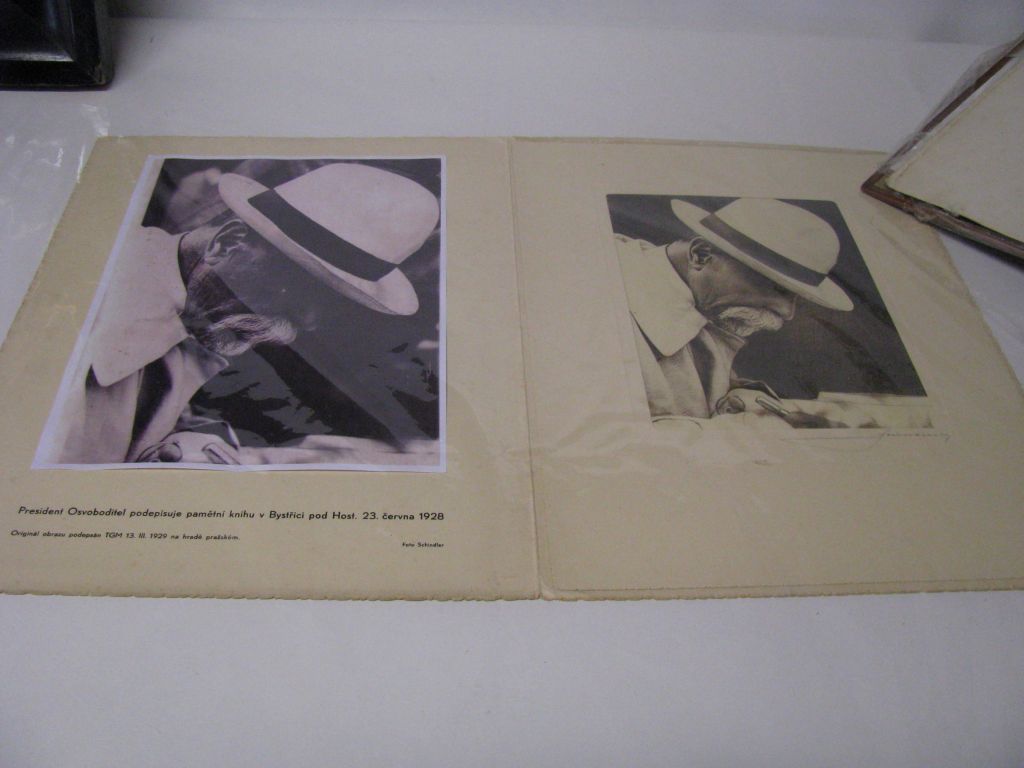 President Osvoboditel podepisuje pamětní knihu v Bystřici pod Host. 23. června 1928
Originál obrazu podepsán TGM 13. III. 1929 na hradě pražském.
Foto Schindler